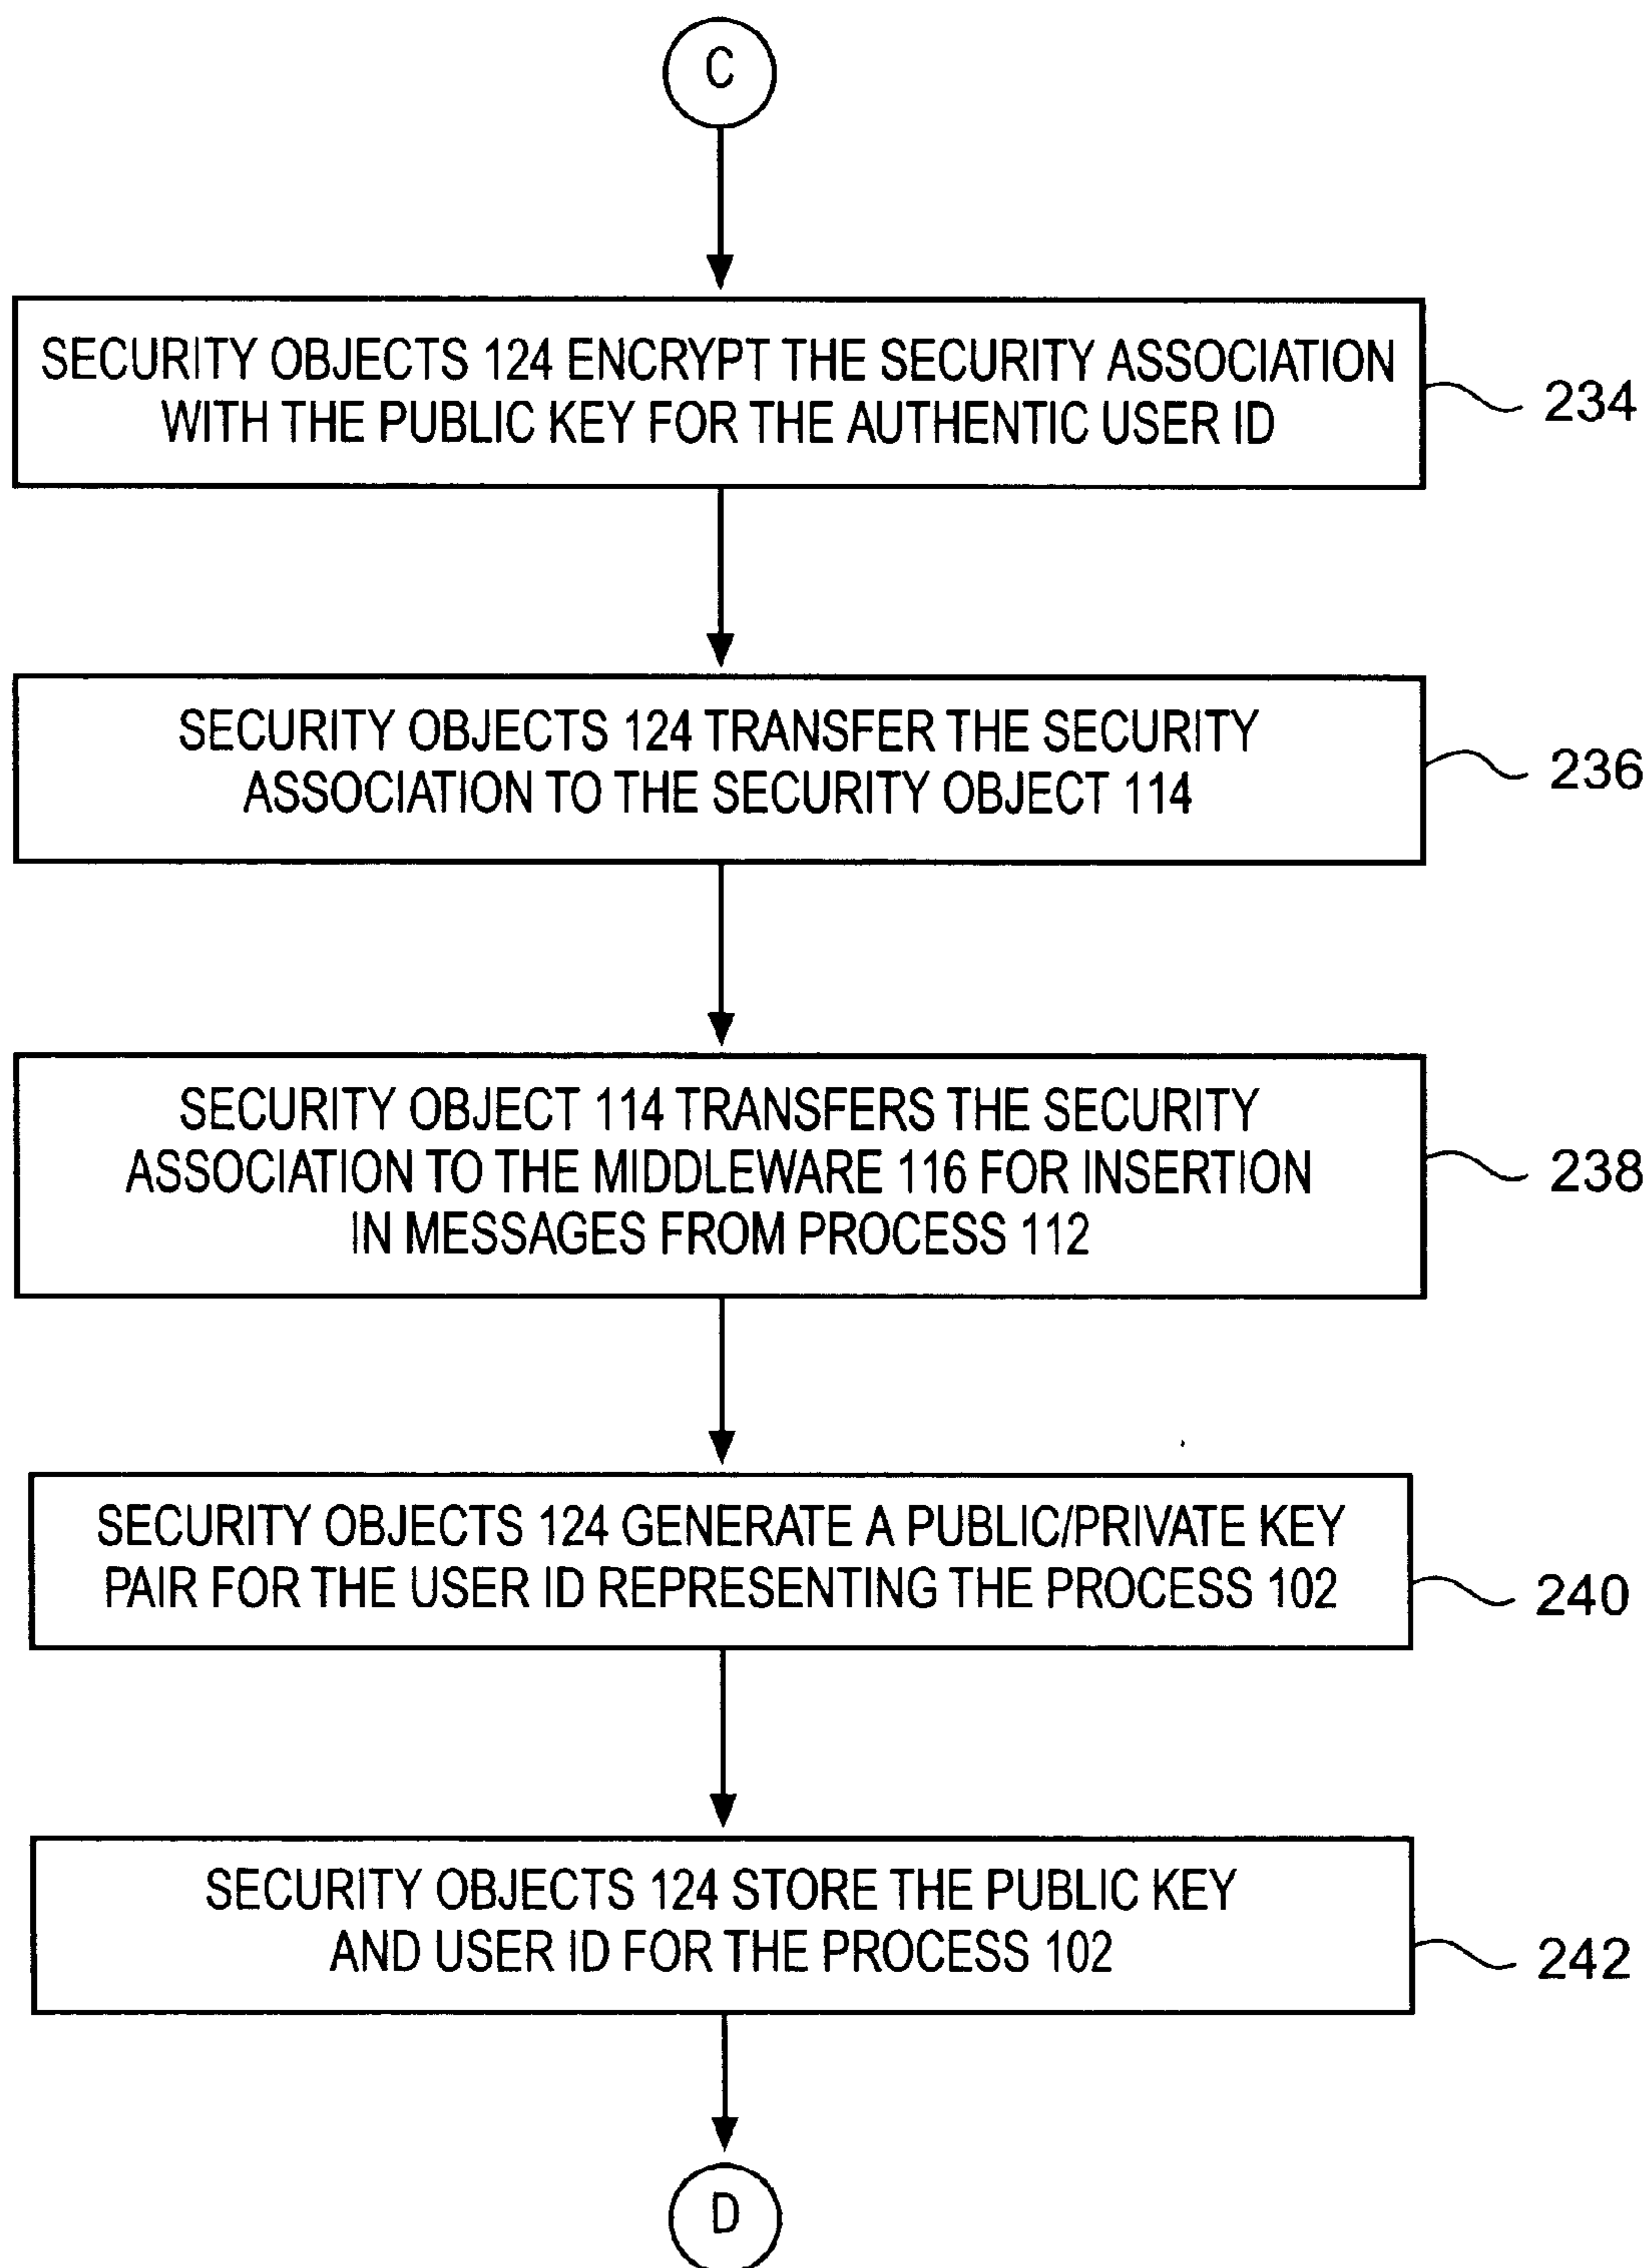 C
SECURITY OBJECTS 124 ENCRYPT THE SECURITY ASSOCIATION
WITH THE PUBLIC KEY FOR THE AUTHENTIC USER ID
234
SECURITY OBJECTS 124 TRANSFER THE SECURITY
ASSOCIATION TO THE SECURITY OBJECT 114
236
SECURITY OBJECT 114 TRANSFERS THE SECURITY
ASSOCIATION TO THE MIDDLEWARE 116 FOR INSERTION
IN MESSAGES FROM PROCESS 112
238
SECURITY OBJECTS 124 GENERATE A PUBLIC/PRIVATE KEY
PAIR FOR THE USER ID REPRESENTING THE PROCESS 102
240
SECURITY OBJECTS 124 STORE THE PUBLIC KEY
AND USER ID FOR THE PROCESS 102
242
D